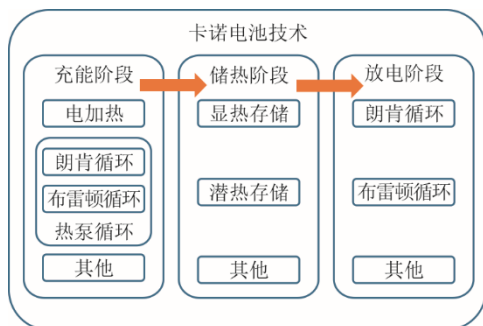 卡诺电池技术
充能阶段
电加热
朗肯循环
布雷顿循环
热泵循环
其他
储热阶段
显热存储
潜热存储
其他
放电阶段
朗肯循环
布雷顿循环
其他